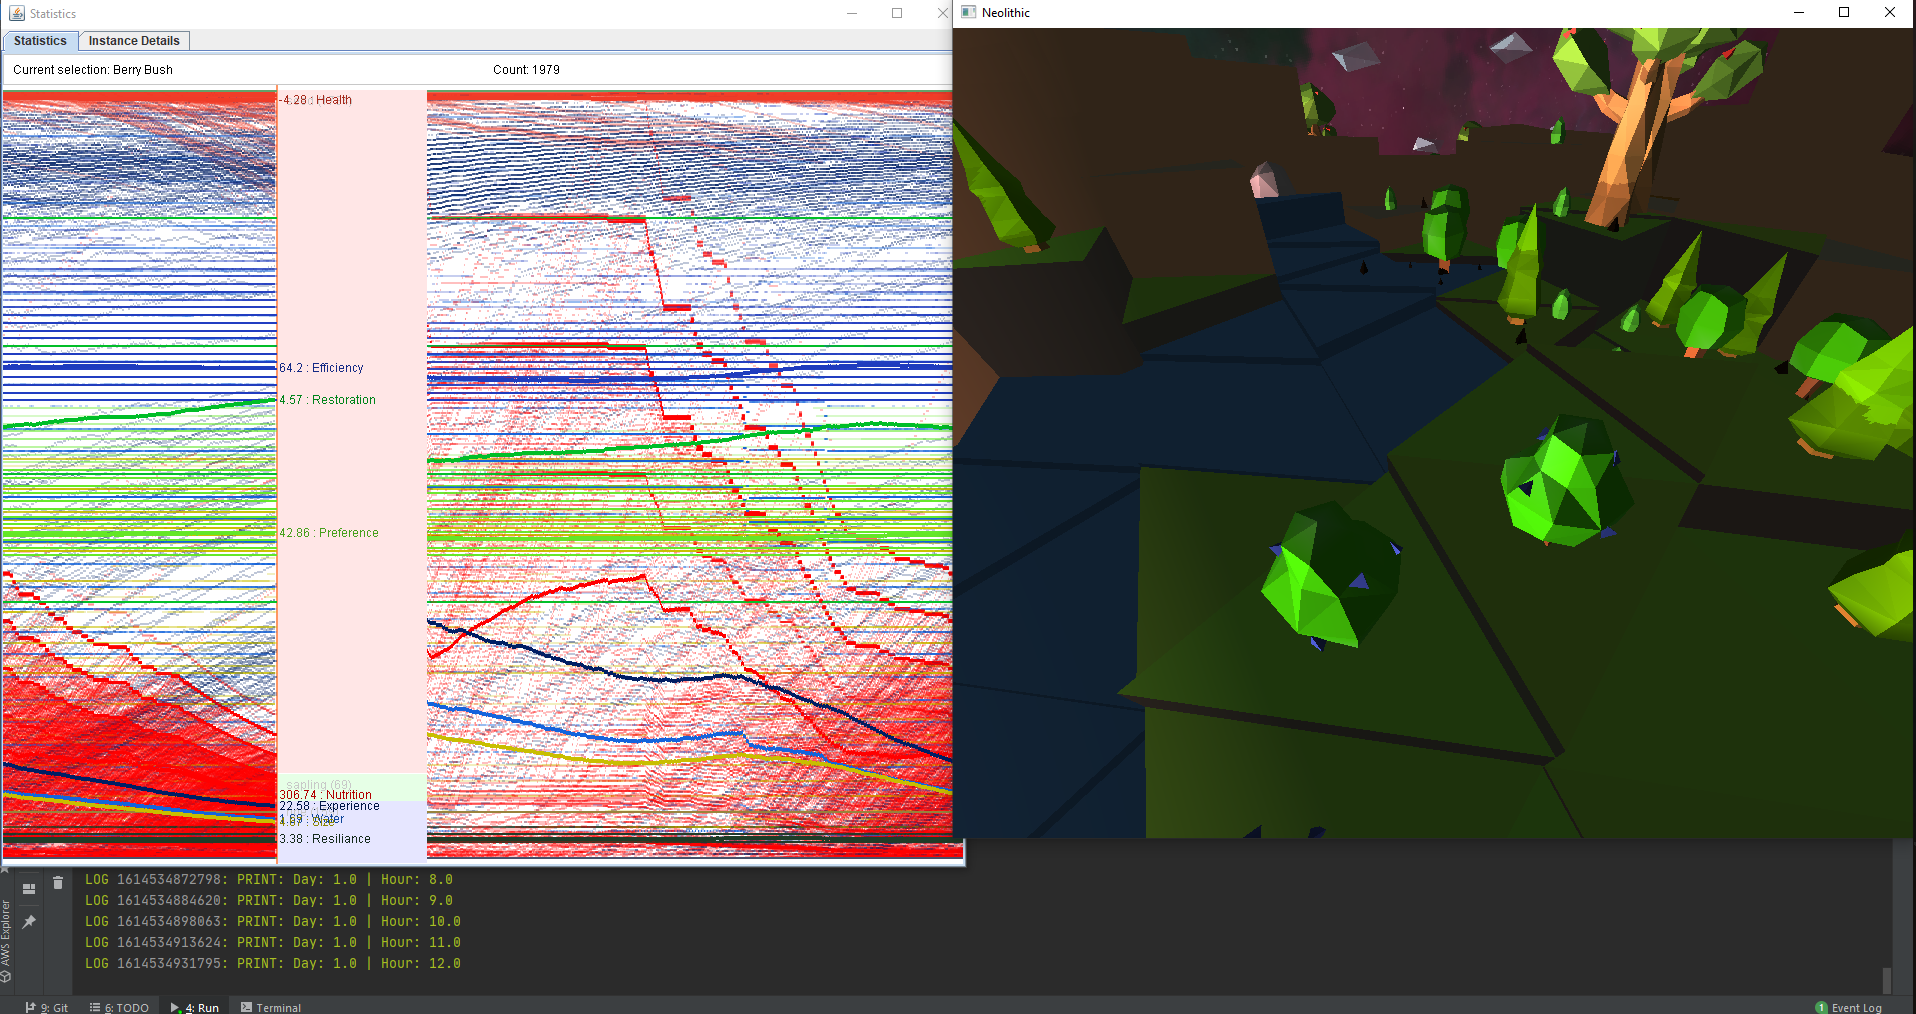 Statistics
Neolithic
Statistics
Instance Details
Current selection: Berry Bush
Count: 1979
-4.28 : Health
64.2 : Efficiency
4.57 : Restoration
42.86 : Preference
sapling (69)
306.74 : Nutrition
22.58 : Experience
1.69 : Water
Size
3.38 : Resiliance
LOG 1614534872798: PRINT: Day: 1.0 | Hour: 8.0
LOG 1614534884620: PRINT: Day: 1.0 | Hour: 9.0
LOG 1614534898063: PRINT: Day: 1.0 | Hour: 10.0
LOG 1614534913624: PRINT: Day: 1.0 | Hour: 11.0
LOG 1614534931795: PRINT: Day: 1.0 | Hour: 12.0
AWS Explorer
9: Git
6: TODO
4: Run
Terminal
1 Event Log